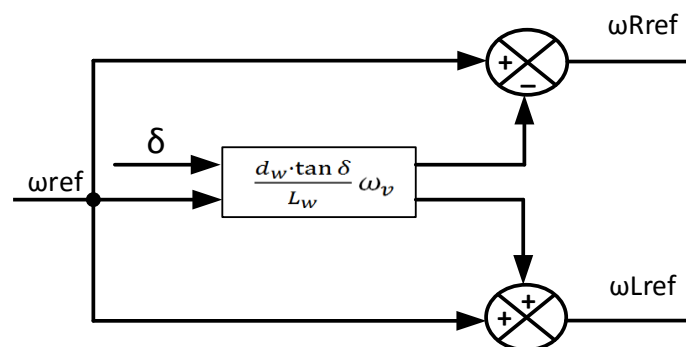 ωRref
+
−
δ
ωref
d_w·tan δ
L_w
ω_v
ωLref
+
+